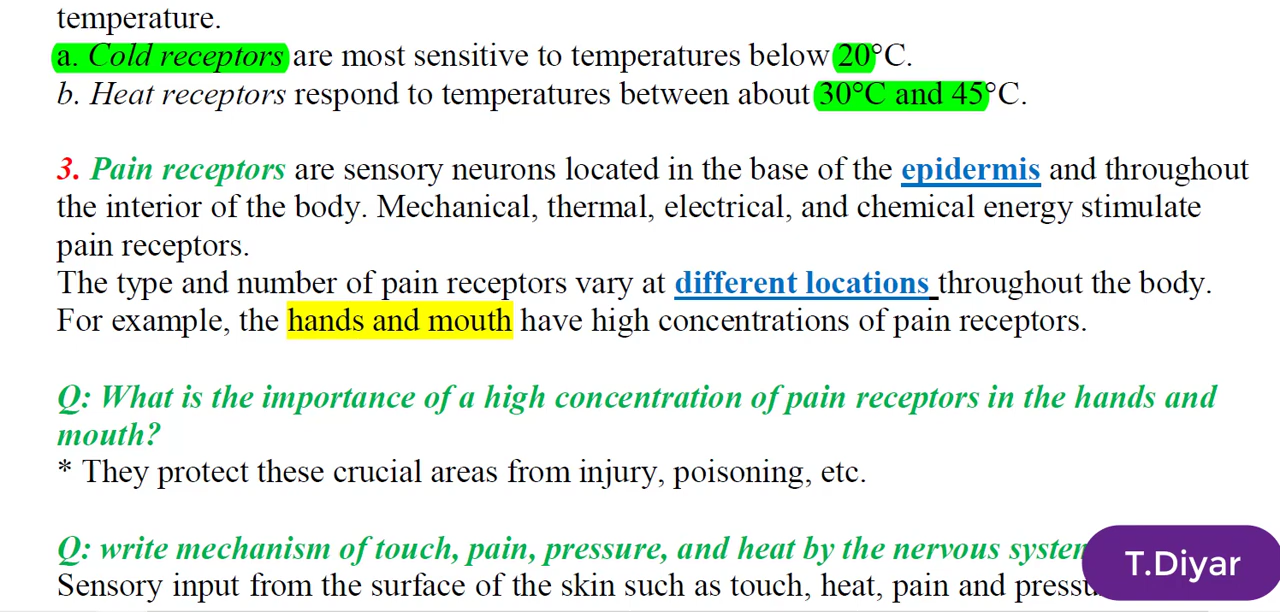 temperature.
a. Cold receptors are most sensitive to temperatures below 20°C.
b. Heat receptors respond to temperatures between about 30°C and 45°C.
3. Pain receptors are sensory neurons located in the base of the epidermis and throughout
the interior of the body. Mechanical, thermal, electrical, and chemical energy stimulate
pain receptors.
The type and number of pain receptors vary at different locations throughout the body.
For example, the hands and mouth have high concentrations of pain receptors.
Q: What is the importance of a high concentration of pain receptors in the hands and
mouth?
* They protect these crucial areas from injury, poisoning, etc.
Q: write mechanism of touch, pain, pressure, and heat by the nervous
Sensory input from the surface of the skin such as touch, heat, pain and
T.Diyar